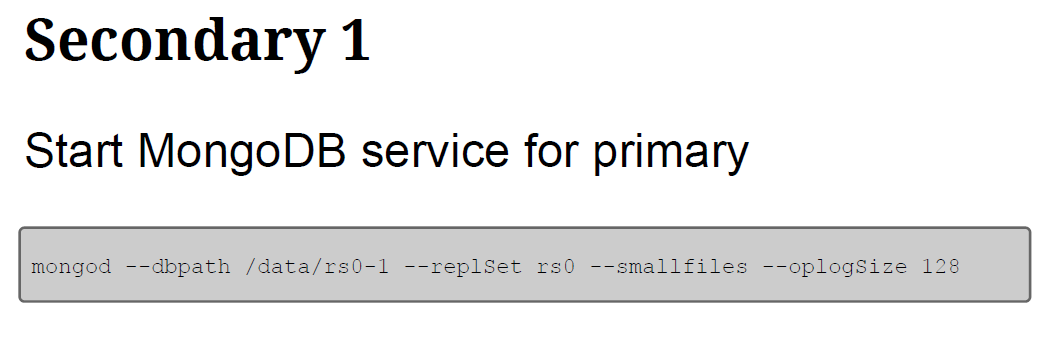 Secondary 1
Start MongoDB service for primary
mongod --dbpath /data/rs0-1 --replSet rs0 --smallfiles --oplogSize 128